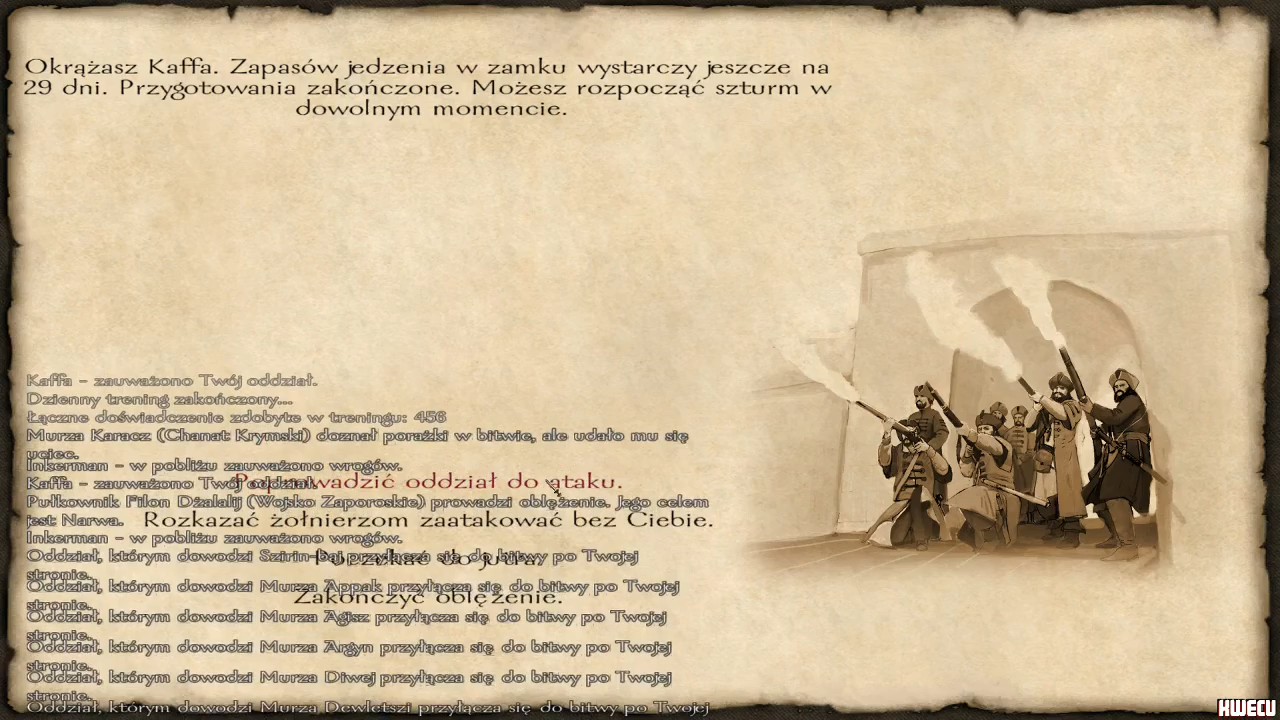 Okrążasz Kaffa. Zapasów jedzenia w zamku wystarczy jeszcze na
29 dni. Przygotowania zakończone. Możesz rozpocząć szturm w
dowolnym momencie.
Kaffa - zauważono Twój oddział.
Dzienny trening zakończony...
Łączne doświadczenie zdobyte w treningu: 456
Murza Karacz (Chanat Krymski) doznał porażki w bitwie, ale udało mu się
uciec.
Inkerman - w pobliżu zauważono wrogów.
Kaffa - zauważono Twój oddział.
Poprowadzić oddział do ataku.
Pułkownik Filon Dżalalij (Wojsko Zaporoskie) prowadzi oblężenie. Jego celem
jest Narwa.
Rozkazać żołnierzom zaatakować bez Ciebie.
Inkerman - w pobliżu zauważono wrogów.
Oddział, którym dowodzi Szirin-baj przyłącza się do bitwy po Twojej
stronie.
Poczekać do jutra.
Oddział, którym dowodzi Murza Appak przyłącza się do bitwy po Twojej
stronie.
Zakończyć oblężenie.
Oddział, którym dowodzi Murza Agisz przyłącza się do bitwy po Twojej
stronie.
Oddział, którym dowodzi Murza Argyn przyłącza się do bitwy po Twojej
stronie.
Oddział, którym dowodzi Murza Diwej przyłącza się do bitwy po Twojej
stronie.
Oddział, którym dowodzi Murza Dewletszi przyłącza się do bitwy po Twojej
KWECU